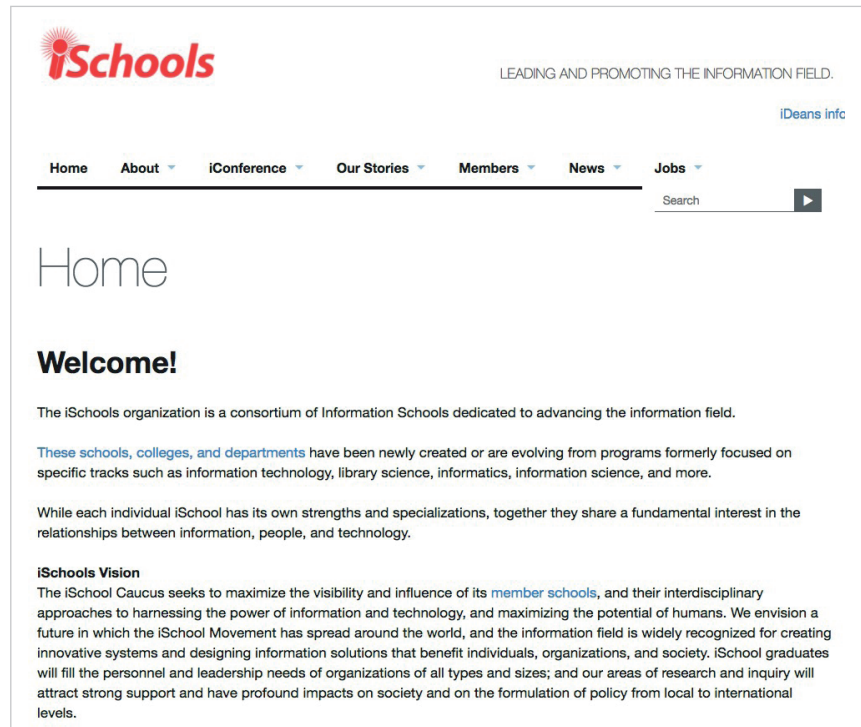 iSchools
LEADING AND PROMOTING THE INFORMATION FIELD.
iDeans info
Home About iConference Our Stories Members News Jobs
Search
Home
Welcome!
The iSchools organization is a consortium of Information Schools dedicated to advancing the information field.
These schools, colleges, and departments have been newly created or are evolving from programs formerly focused on
specific tracks such as information technology, library science, informatics, information science, and more.
While each individual iSchool has its own strengths and specializations, together they share a fundamental interest in the
relationships between information, people, and technology.
iSchools Vision
The iSchool Caucus seeks to maximize the visibility and influence of its member schools, and their interdisciplinary
approaches to harnessing the power of information and technology, and maximizing the potential of humans. We envision a
future in which the iSchool Movement has spread around the world, and the information field is widely recognized for creating
innovative systems and designing information solutions that benefit individuals, organizations, and society. iSchool graduates
will fill the personnel and leadership needs of organizations of all types and sizes; and our areas of research and inquiry will
attract strong support and have profound impacts on society and on the formulation of policy from local to international
levels.